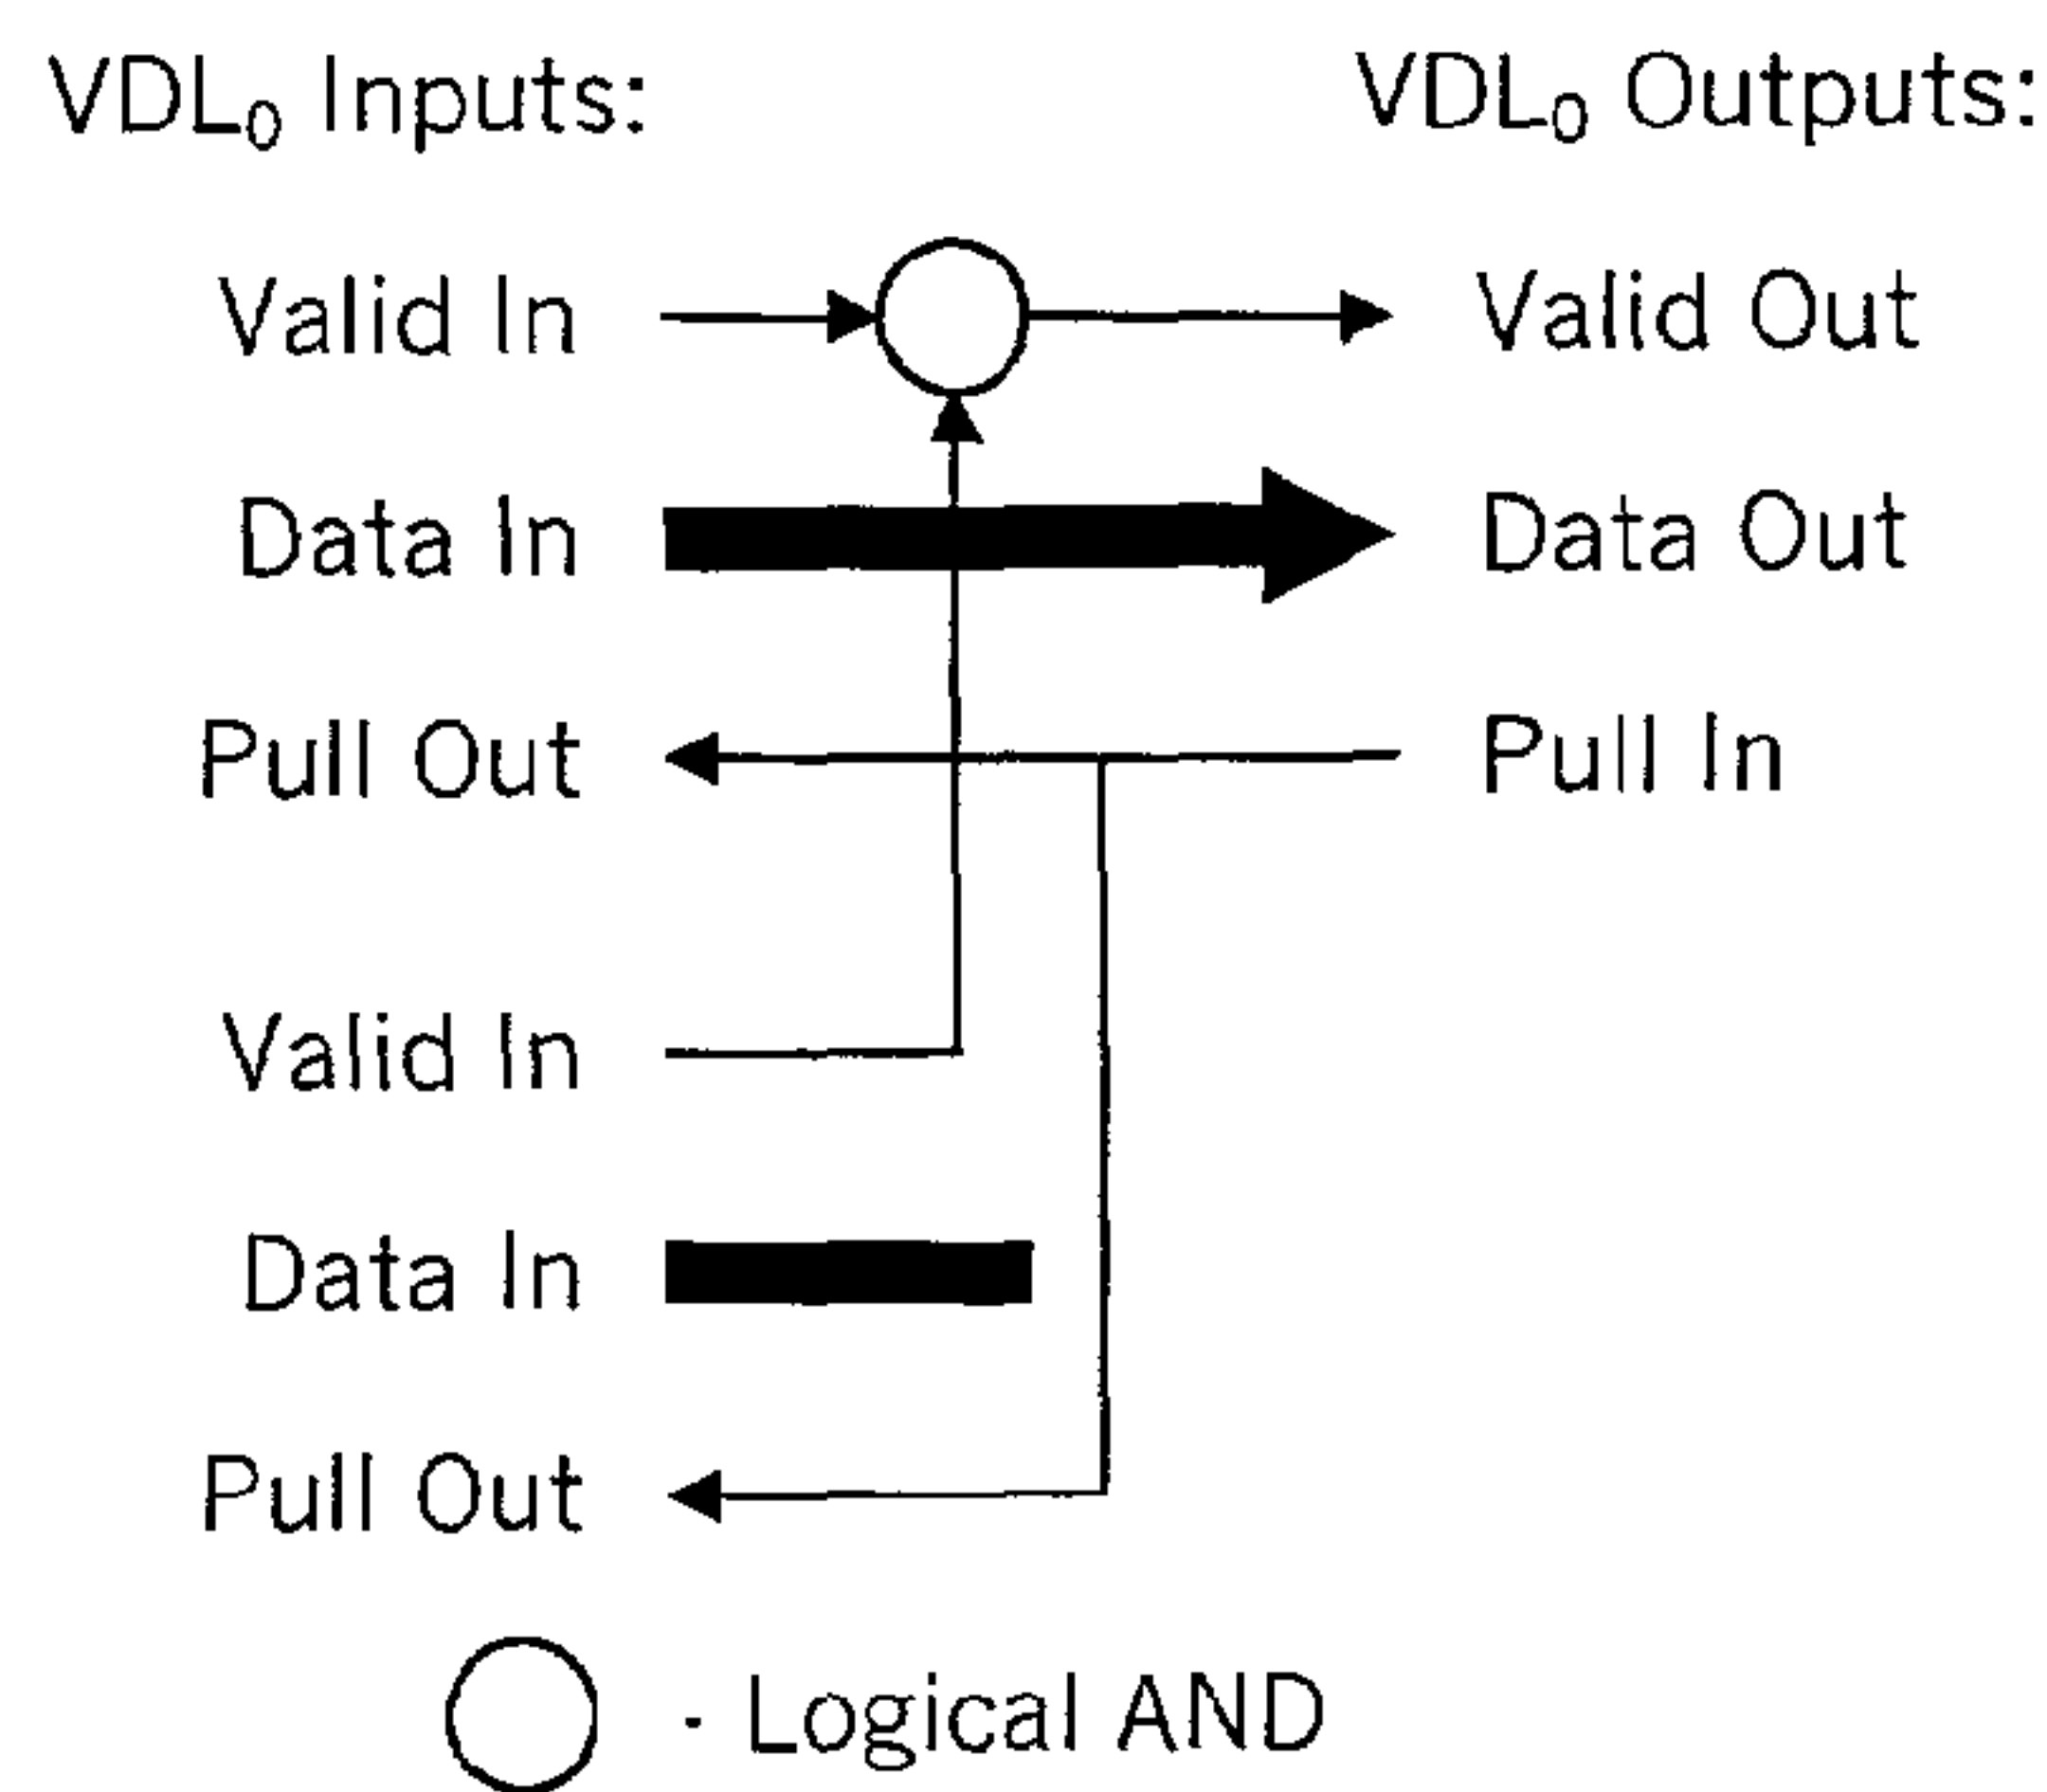 VDL₀ Inputs: VDL₀ Outputs:
Valid In Valid Out
Data In Data Out
Pull Out Pull In
Valid In
Data In
Pull Out
- Logical AND